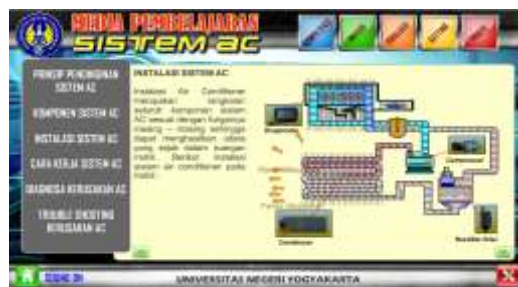 MEDIA PEMBELAJARAN
SISTEM AC
PRINSIP PENDINGINAN
SISTEM AC
KOMPONEN SISTEM AC
INSTALASI SISTEM AC
CARA KERJA SISTEM AC
DIAGNOSA KERUSAKAN AC
TROUBLE SHOOTING
KERUSAKAN AC
INSTALASI SISTEM AC
Instalasi Air Conditioner
merupakan rangkaian
seluruh komponen sistem
AC sesuai dengan fungsinya
masing - masing sehingga
dapat menghasilkan udara
yang sejuk dalam ruangan
mobil. Berikut instalasi
sistem air conditioner pada
mobil:
Evaporator
Compressor
Condensor
Receiver Drier
UNIVERSITAS NEGERI YOGYAKARTA